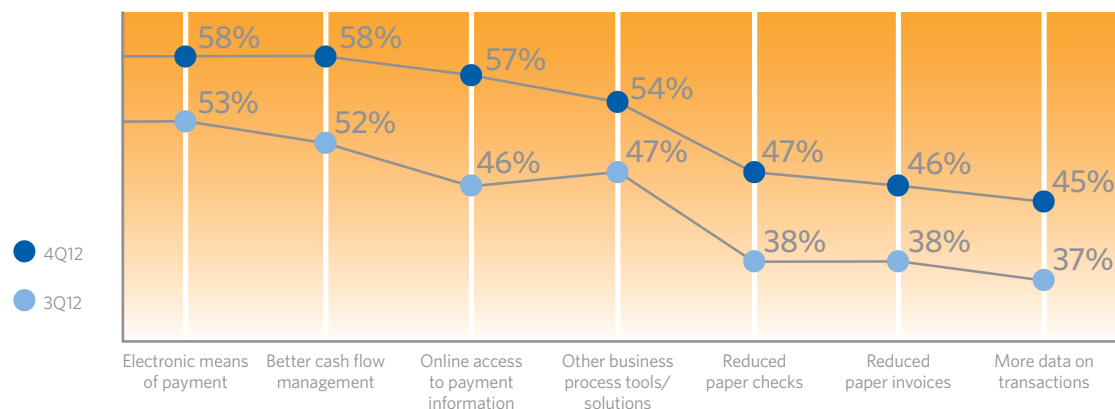 58%
58%
57%
54%
47%
46%
45%
53%
52%
46%
47%
38%
38%
37%
4Q12
3Q12
Electronic means
of payment
Better cash flow
management
Online access
to payment
information
Other business
process tools/
solutions
Reduced
paper checks
Reduced
paper invoices
More data on
transactions